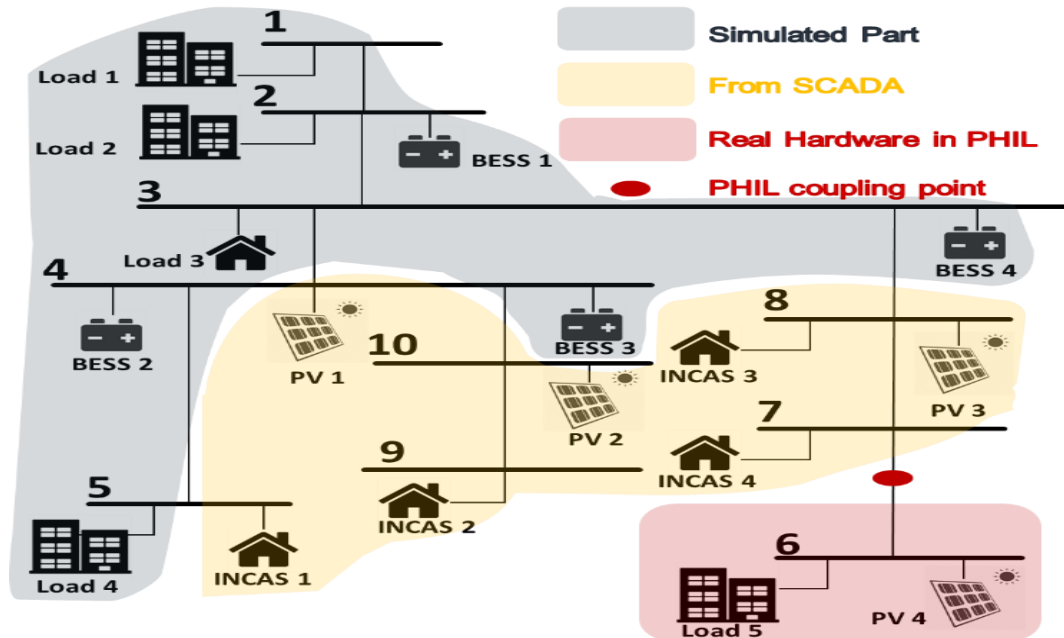 1
Simulated Part
Load 1
From SCADA
2
Load 2
BESS 1
Real Hardware in PHIL
PHIL coupling point
3
Load 3
BESS 4
4
8
BESS 2
PV 1
10
BESS 3
INCAS 3
PV 3
7
PV 2
9
INCAS 4
5
INCAS 2
6
Load 4
INCAS 1
Load 5
PV 4